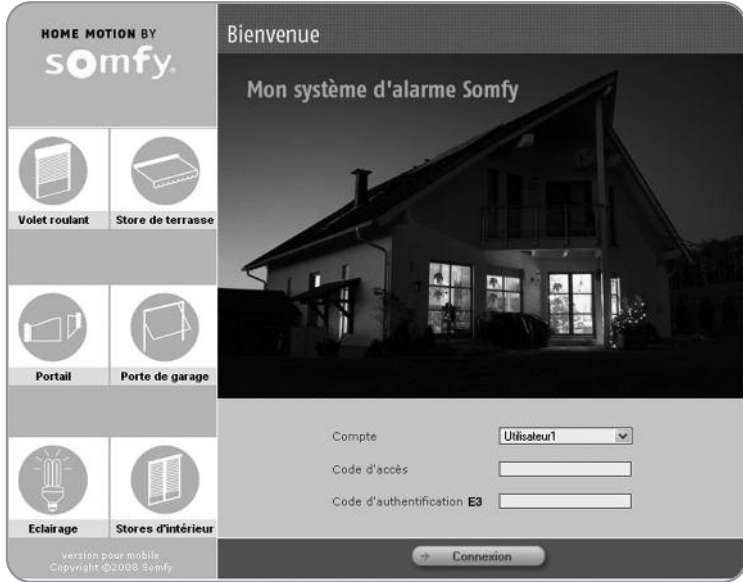 HOME MOTION BY
somfy.
Bienvenue
Mon système d'alarme Somfy
Volet roulant
Store de terrasse
Portail
Porte de garage
Eclairage
Stores d'intérieur
Compte
Utilisateur1
Code d'accès
Code d'authentification E3
→ Connexion
version pour mobile
Copyright ©2008 Somfy